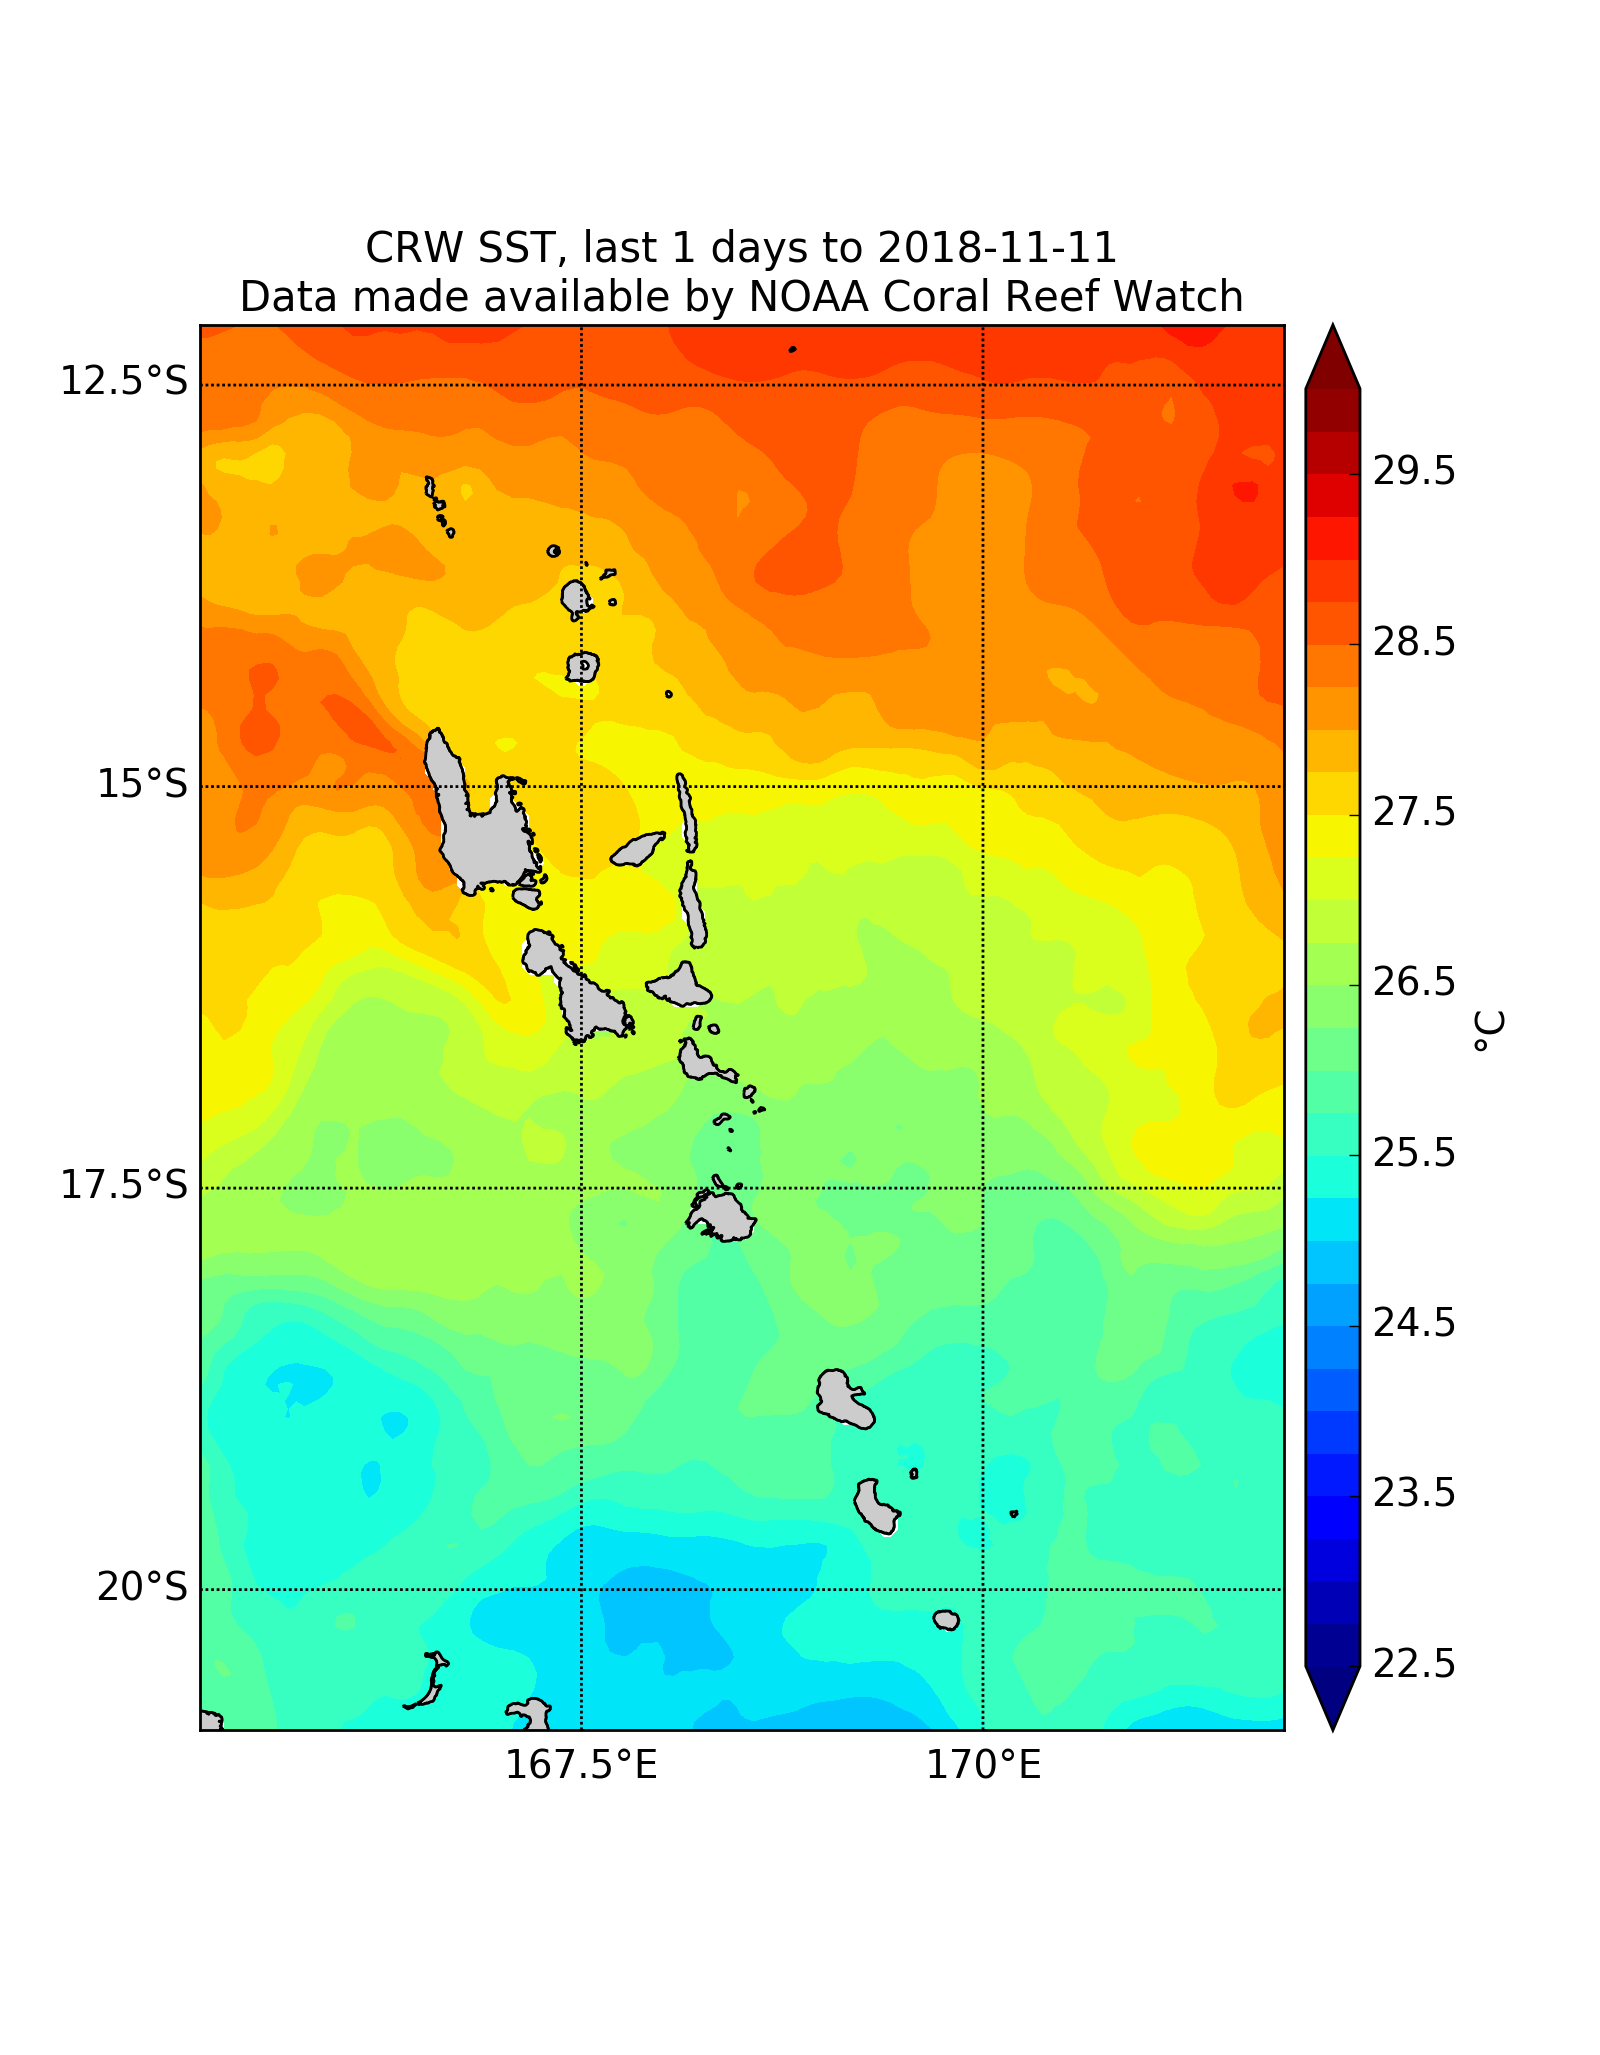 CRW SST, last 1 days to 2018-11-11
Data made available by NOAA Coral Reef Watch
12.5°S
15°S
17.5°S
20°S
167.5°E
170°E
29.5
28.5
27.5
26.5
25.5
24.5
23.5
22.5
°C